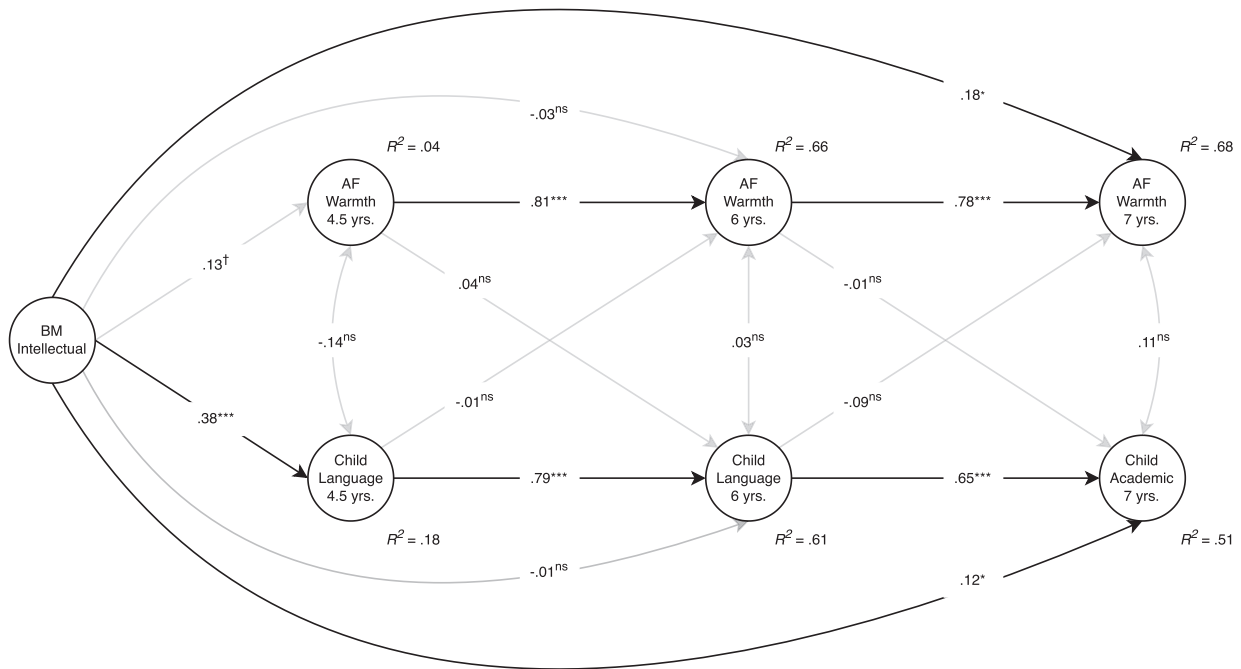 .18*
-.03ns
R2 = .04
R2 = .66
R2 = .68
AF
Warmth
4.5 yrs.
.81***
AF
Warmth
6 yrs.
.78***
AF
Warmth
7 yrs.
.13†
.04ns
-.01ns
BM
Intellectual
-.14ns
.03ns
.11ns
-.01ns
-.09ns
.38***
Child
Language
4.5 yrs.
.79***
Child
Language
6 yrs.
.65***
Child
Academic
7 yrs.
R2 = .18
R2 = .61
R2 = .51
-.01ns
.12*